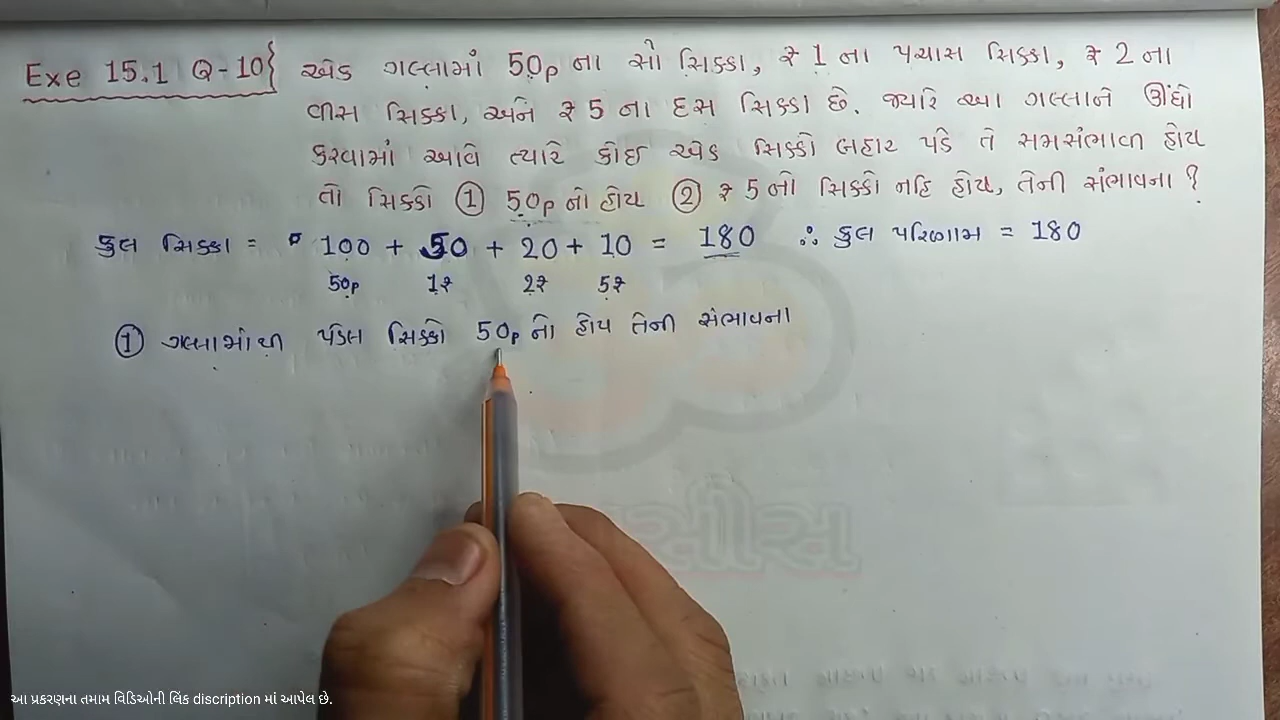 Exe 15.1 Q-10} એક ગલ્લામાં 50p ના સો સિક્કા, ₹ 1 ના પચાસ સિક્કા, ₹ 2 ના
વીસ સિક્કા, અને ₹ 5 ના દસ સિક્કા છે. જ્યારે આ ગલ્લાને ઊંધો
કરવામાં આવે ત્યારે કોઈ એક સિક્કો બહાર પડે તે સમસંભાવી હોય
તો સિક્કો ① 50p નો હોય ② ₹ 5 નો સિક્કો નહિ હોય, તેની સંભાવના ?
કુલ સિક્કા = 100 + 50 + 20 + 10 = 180 ∴ કુલ પરિણામ = 180
50p 1₹ 2₹ 5₹
① ગલ્લામાંથી પડેલ સિક્કો 50p નો હોય તેની સંભાવના
આ પ્રકરણના તમામ વિડિઓની લિંક discription માં આપેલ છે.